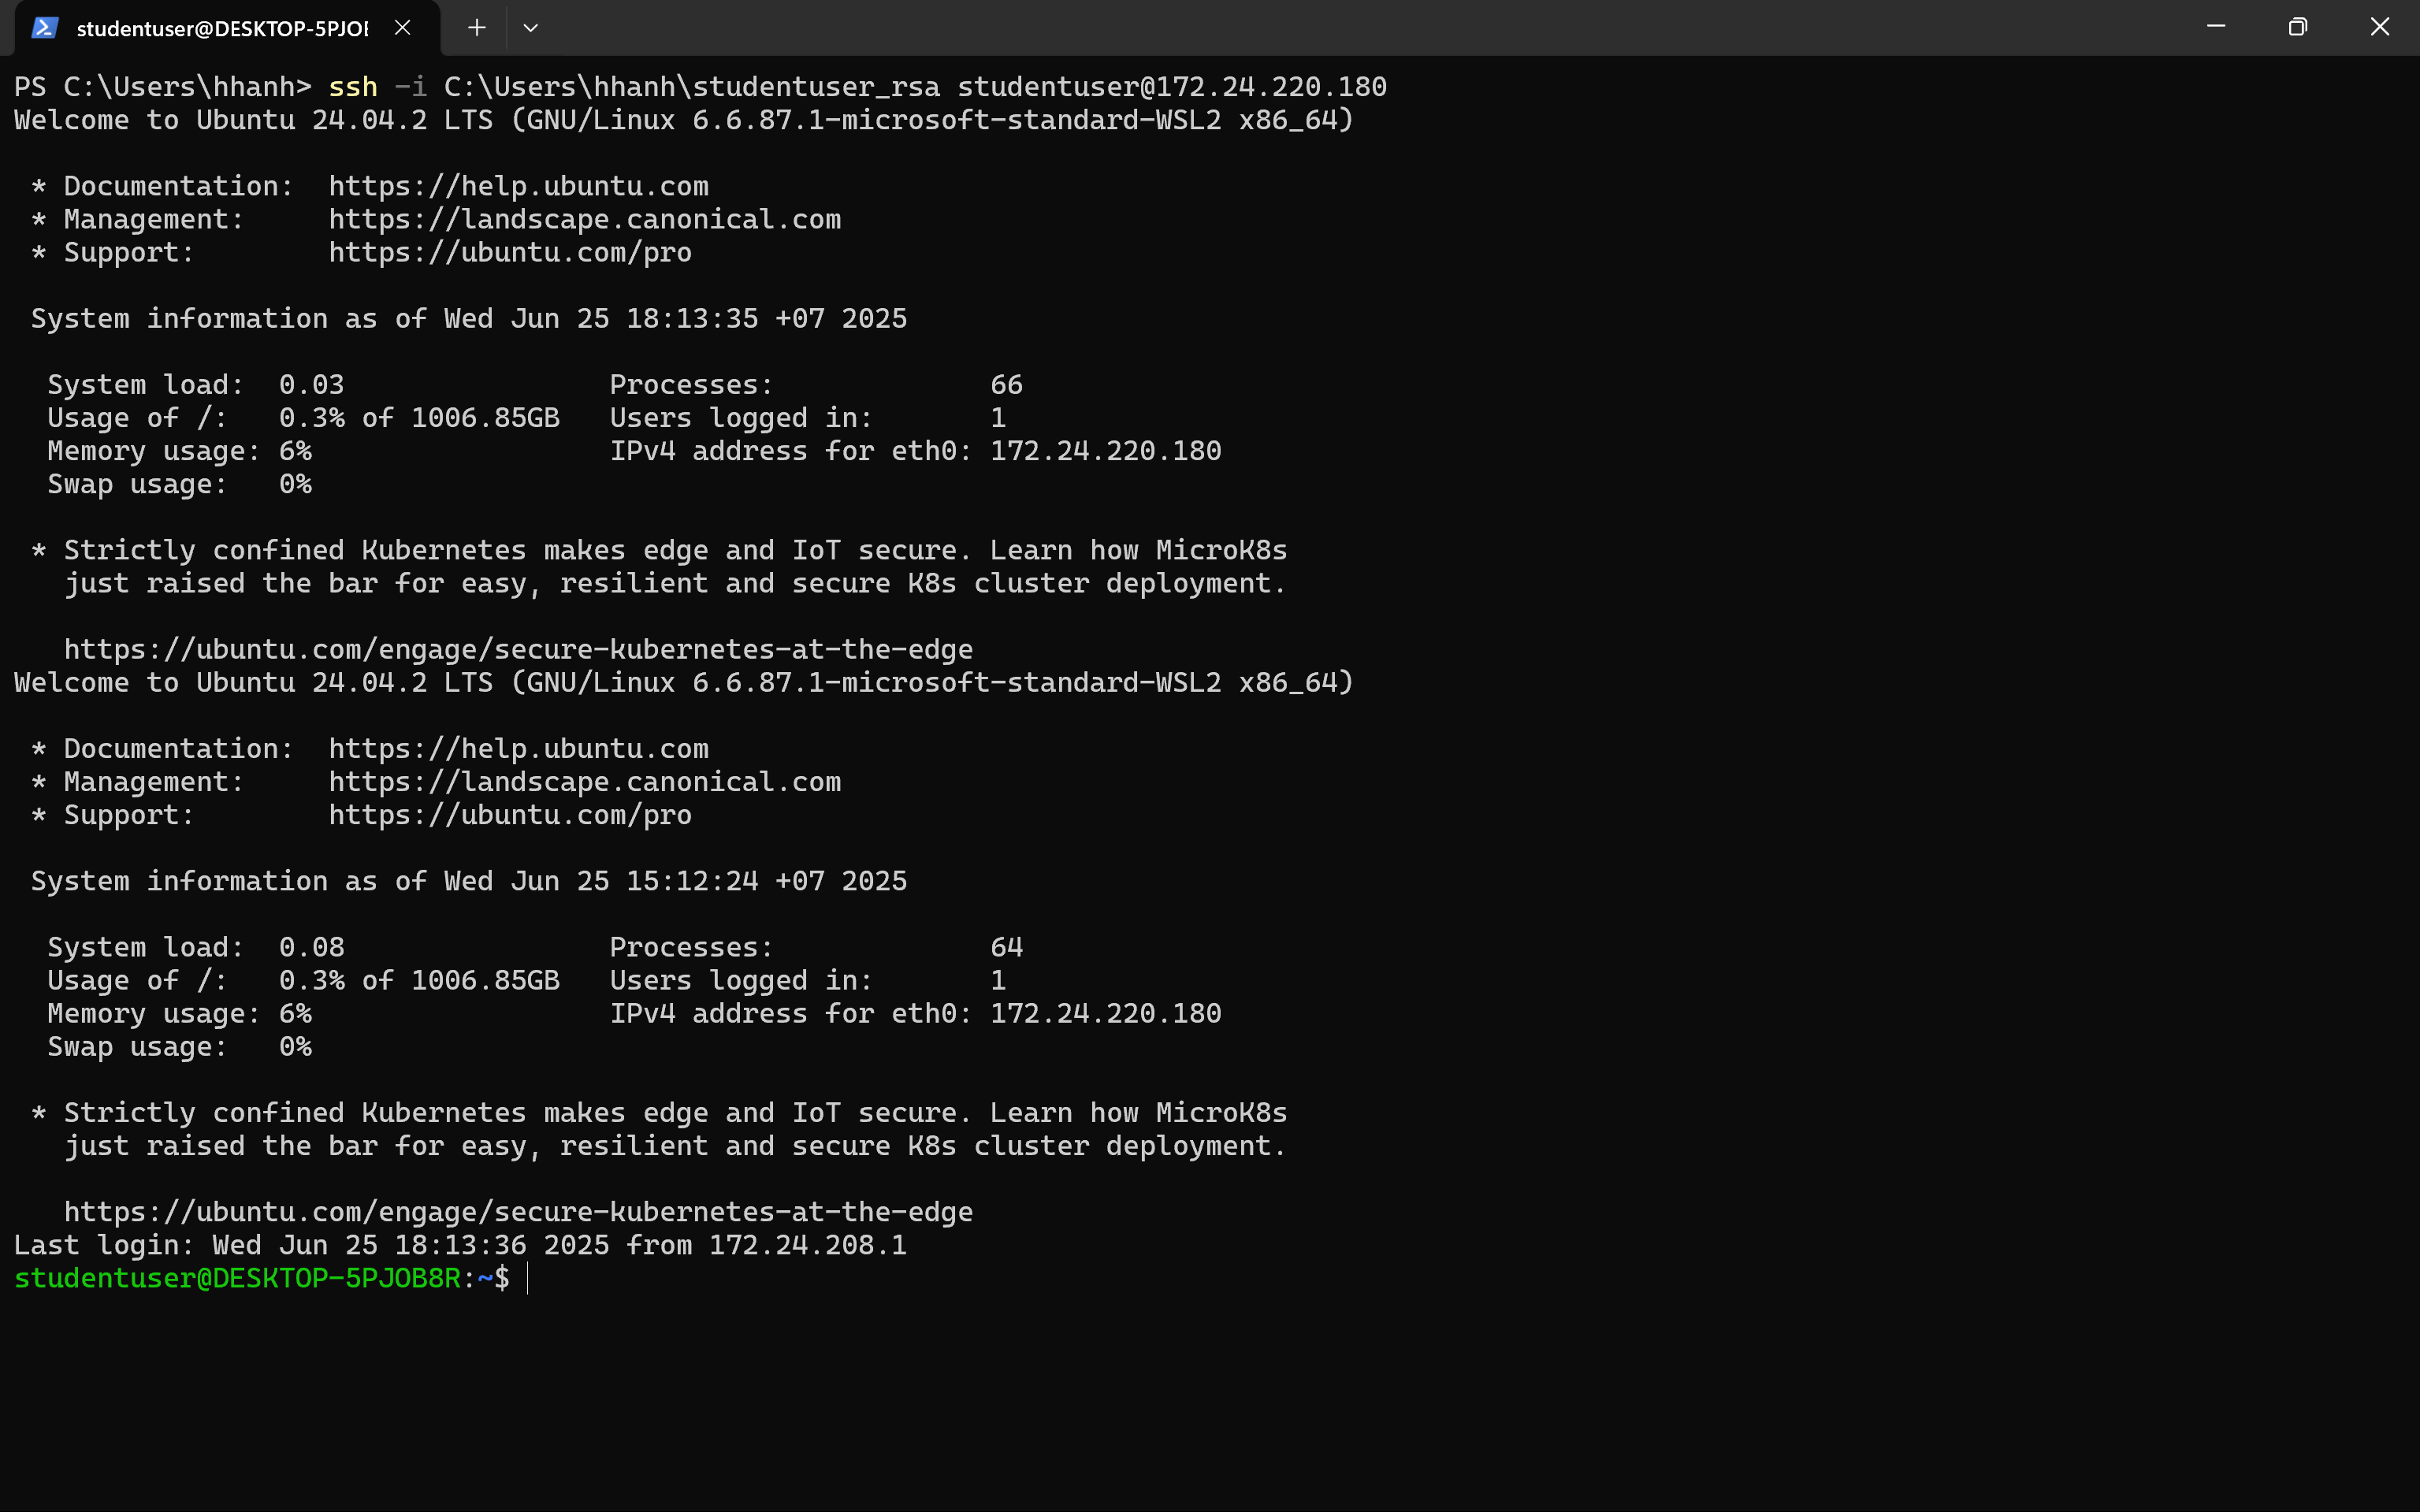 studentuser@DESKTOP-5PJOB
PS C:\Users\hhanh> ssh -i C:\Users\hhanh\studentuser_rsa studentuser@172.24.220.180
Welcome to Ubuntu 24.04.2 LTS (GNU/Linux 6.6.87.1-microsoft-standard-WSL2 x86_64)
* Documentation:  https://help.ubuntu.com
* Management:     https://landscape.canonical.com
* Support:        https://ubuntu.com/pro
System information as of Wed Jun 25 18:13:35 +07 2025
System load:  0.03                Processes:             66
Usage of /:   0.3% of 1006.85GB   Users logged in:       1
Memory usage: 6%                  IPv4 address for eth0: 172.24.220.180
Swap usage:   0%
* Strictly confined Kubernetes makes edge and IoT secure. Learn how MicroK8s
just raised the bar for easy, resilient and secure K8s cluster deployment.
https://ubuntu.com/engage/secure-kubernetes-at-the-edge
Welcome to Ubuntu 24.04.2 LTS (GNU/Linux 6.6.87.1-microsoft-standard-WSL2 x86_64)
* Documentation:  https://help.ubuntu.com
* Management:     https://landscape.canonical.com
* Support:        https://ubuntu.com/pro
System information as of Wed Jun 25 15:12:24 +07 2025
System load:  0.08                Processes:             64
Usage of /:   0.3% of 1006.85GB   Users logged in:       1
Memory usage: 6%                  IPv4 address for eth0: 172.24.220.180
Swap usage:   0%
* Strictly confined Kubernetes makes edge and IoT secure. Learn how MicroK8s
just raised the bar for easy, resilient and secure K8s cluster deployment.
https://ubuntu.com/engage/secure-kubernetes-at-the-edge
Last login: Wed Jun 25 18:13:36 2025 from 172.24.208.1
studentuser@DESKTOP-5PJOB8R:~$